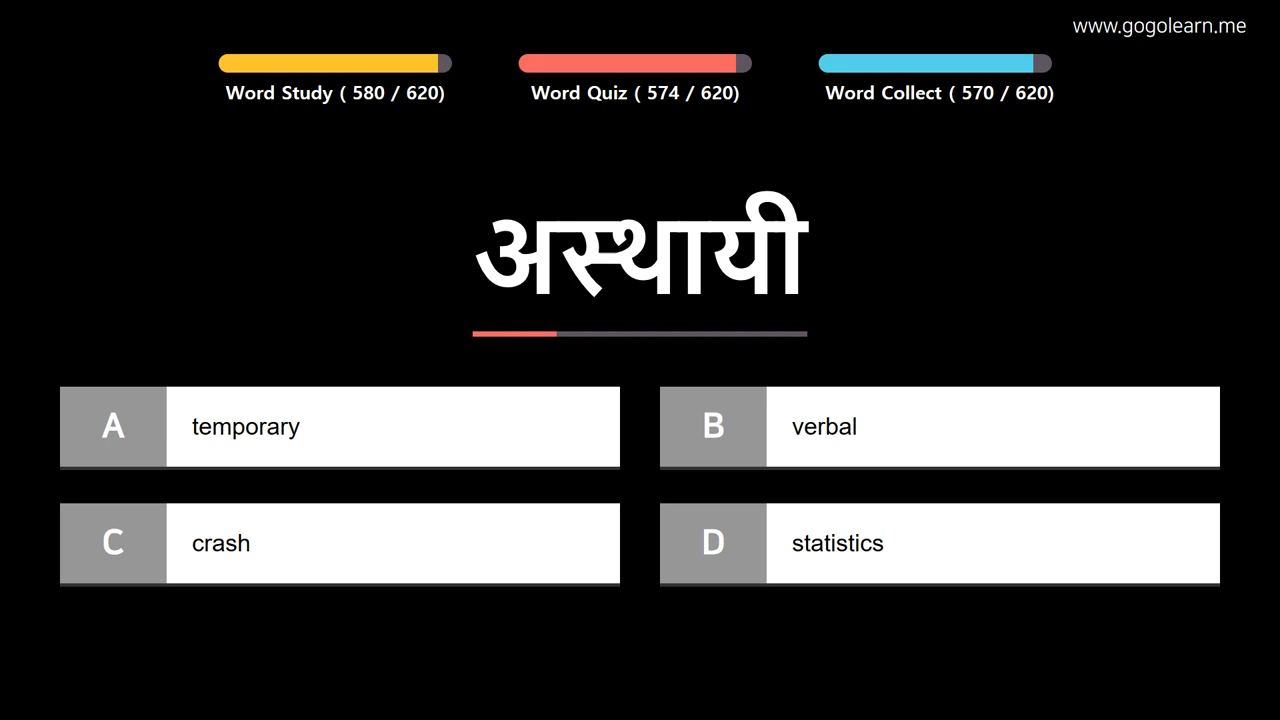 www.gogolearn.me
Word Study ( 580 / 620) Word Quiz ( 574 / 620) Word Collect ( 570 / 620)
अस्थायी
A temporary B verbal
C crash D statistics